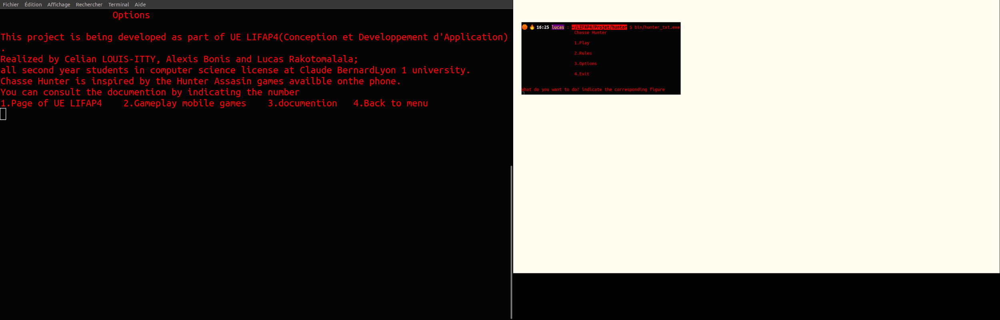 Fichier Édition Affichage Rechercher Terminal Aide
Options
This project is being developed as part of UE LIFAP4(Conception et Developpement d'Application)
.
Realized by Celian LOUIS-ITTY, Alexis Bonis and Lucas Rakotomalala;
all second year students in computer science license at Claude BernardLyon 1 university.
Chasse Hunter is inspired by the Hunter Assasin games availble onthe phone.
You can consult the documention by indicating the number
1.Page of UE LIFAP4 2.Gameplay mobile games 3.documention 4.Back to menu
16:25 lucas : ~/LIFAP4/Projet/hunter $ bin/hunter_txt.exe
Chasse Hunter
1.Play
2.Rules
3.Options
4.Exit
What do you want to do? indicate the corresponding figure